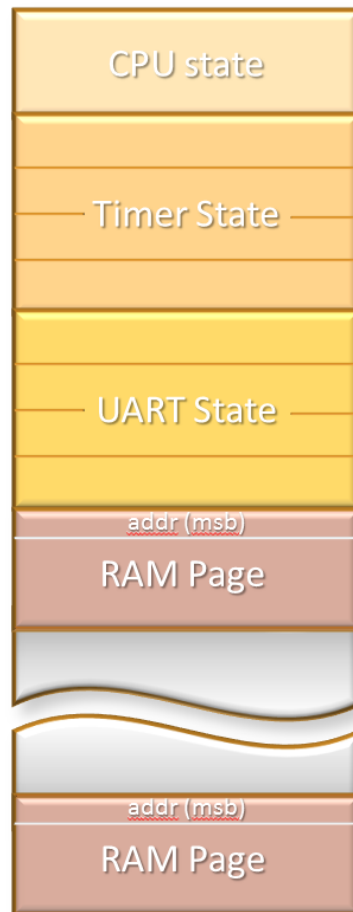 CPU state
Timer State
UART State
addr (msb)
RAM Page
addr (msb)
RAM Page